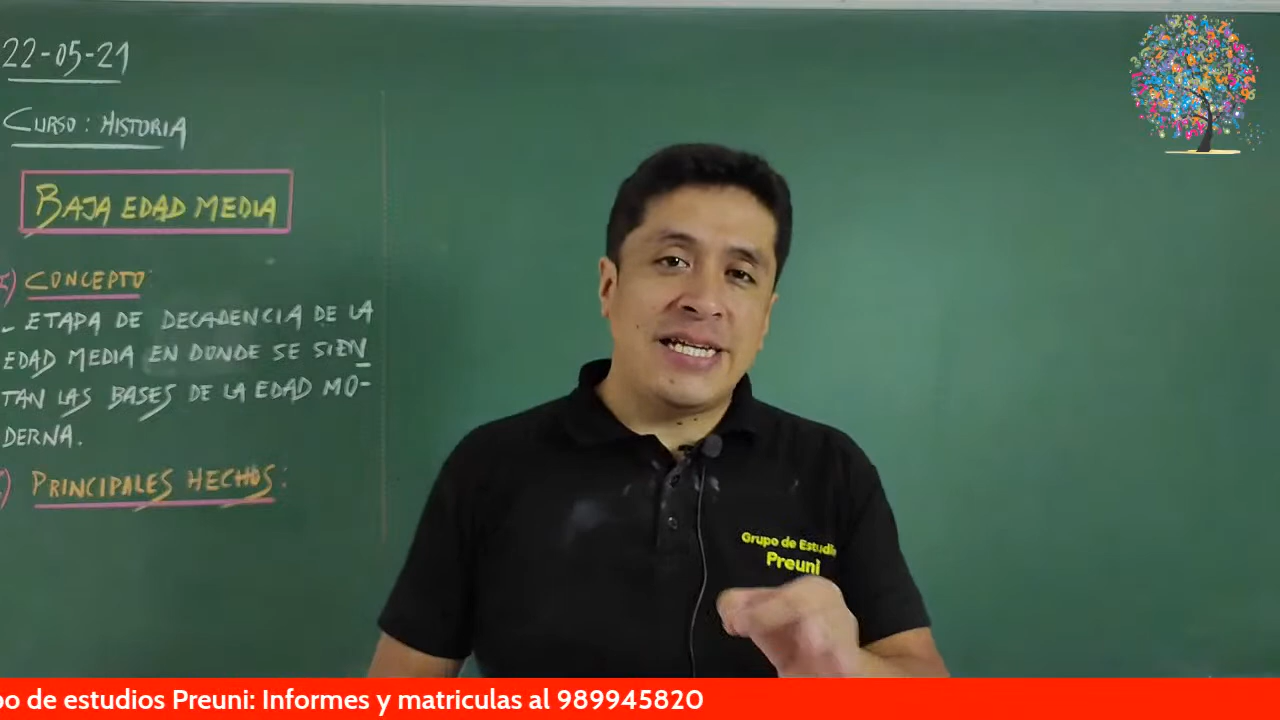 22-05-21
CURSO: HISTORIA
BAJA EDAD MEDIA
I) CONCEPTO:
- ETAPA DE DECADENCIA DE LA
EDAD MEDIA EN DONDE SE SIEN
TAN LAS BASES DE LA EDAD MO-
DERNA.
) PRINCIPALES HECHOS:
Grupo de Estudio
Preuni
po de estudios Preuni: Informes y matriculas al 989945820